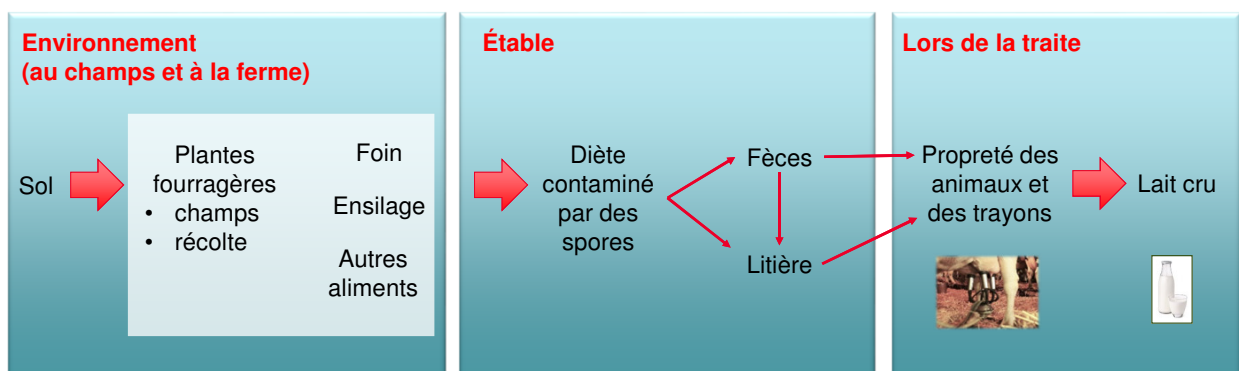 Environnement
(au champs et à la ferme)
Sol
Plantes
fourragères
• champs
• récolte
Foin
Ensilage
Autres
aliments
Étable
Diète
contaminé
par des
spores
Fèces
Litière
Lors de la traite
Propreté des
animaux et
des trayons
Lait cru